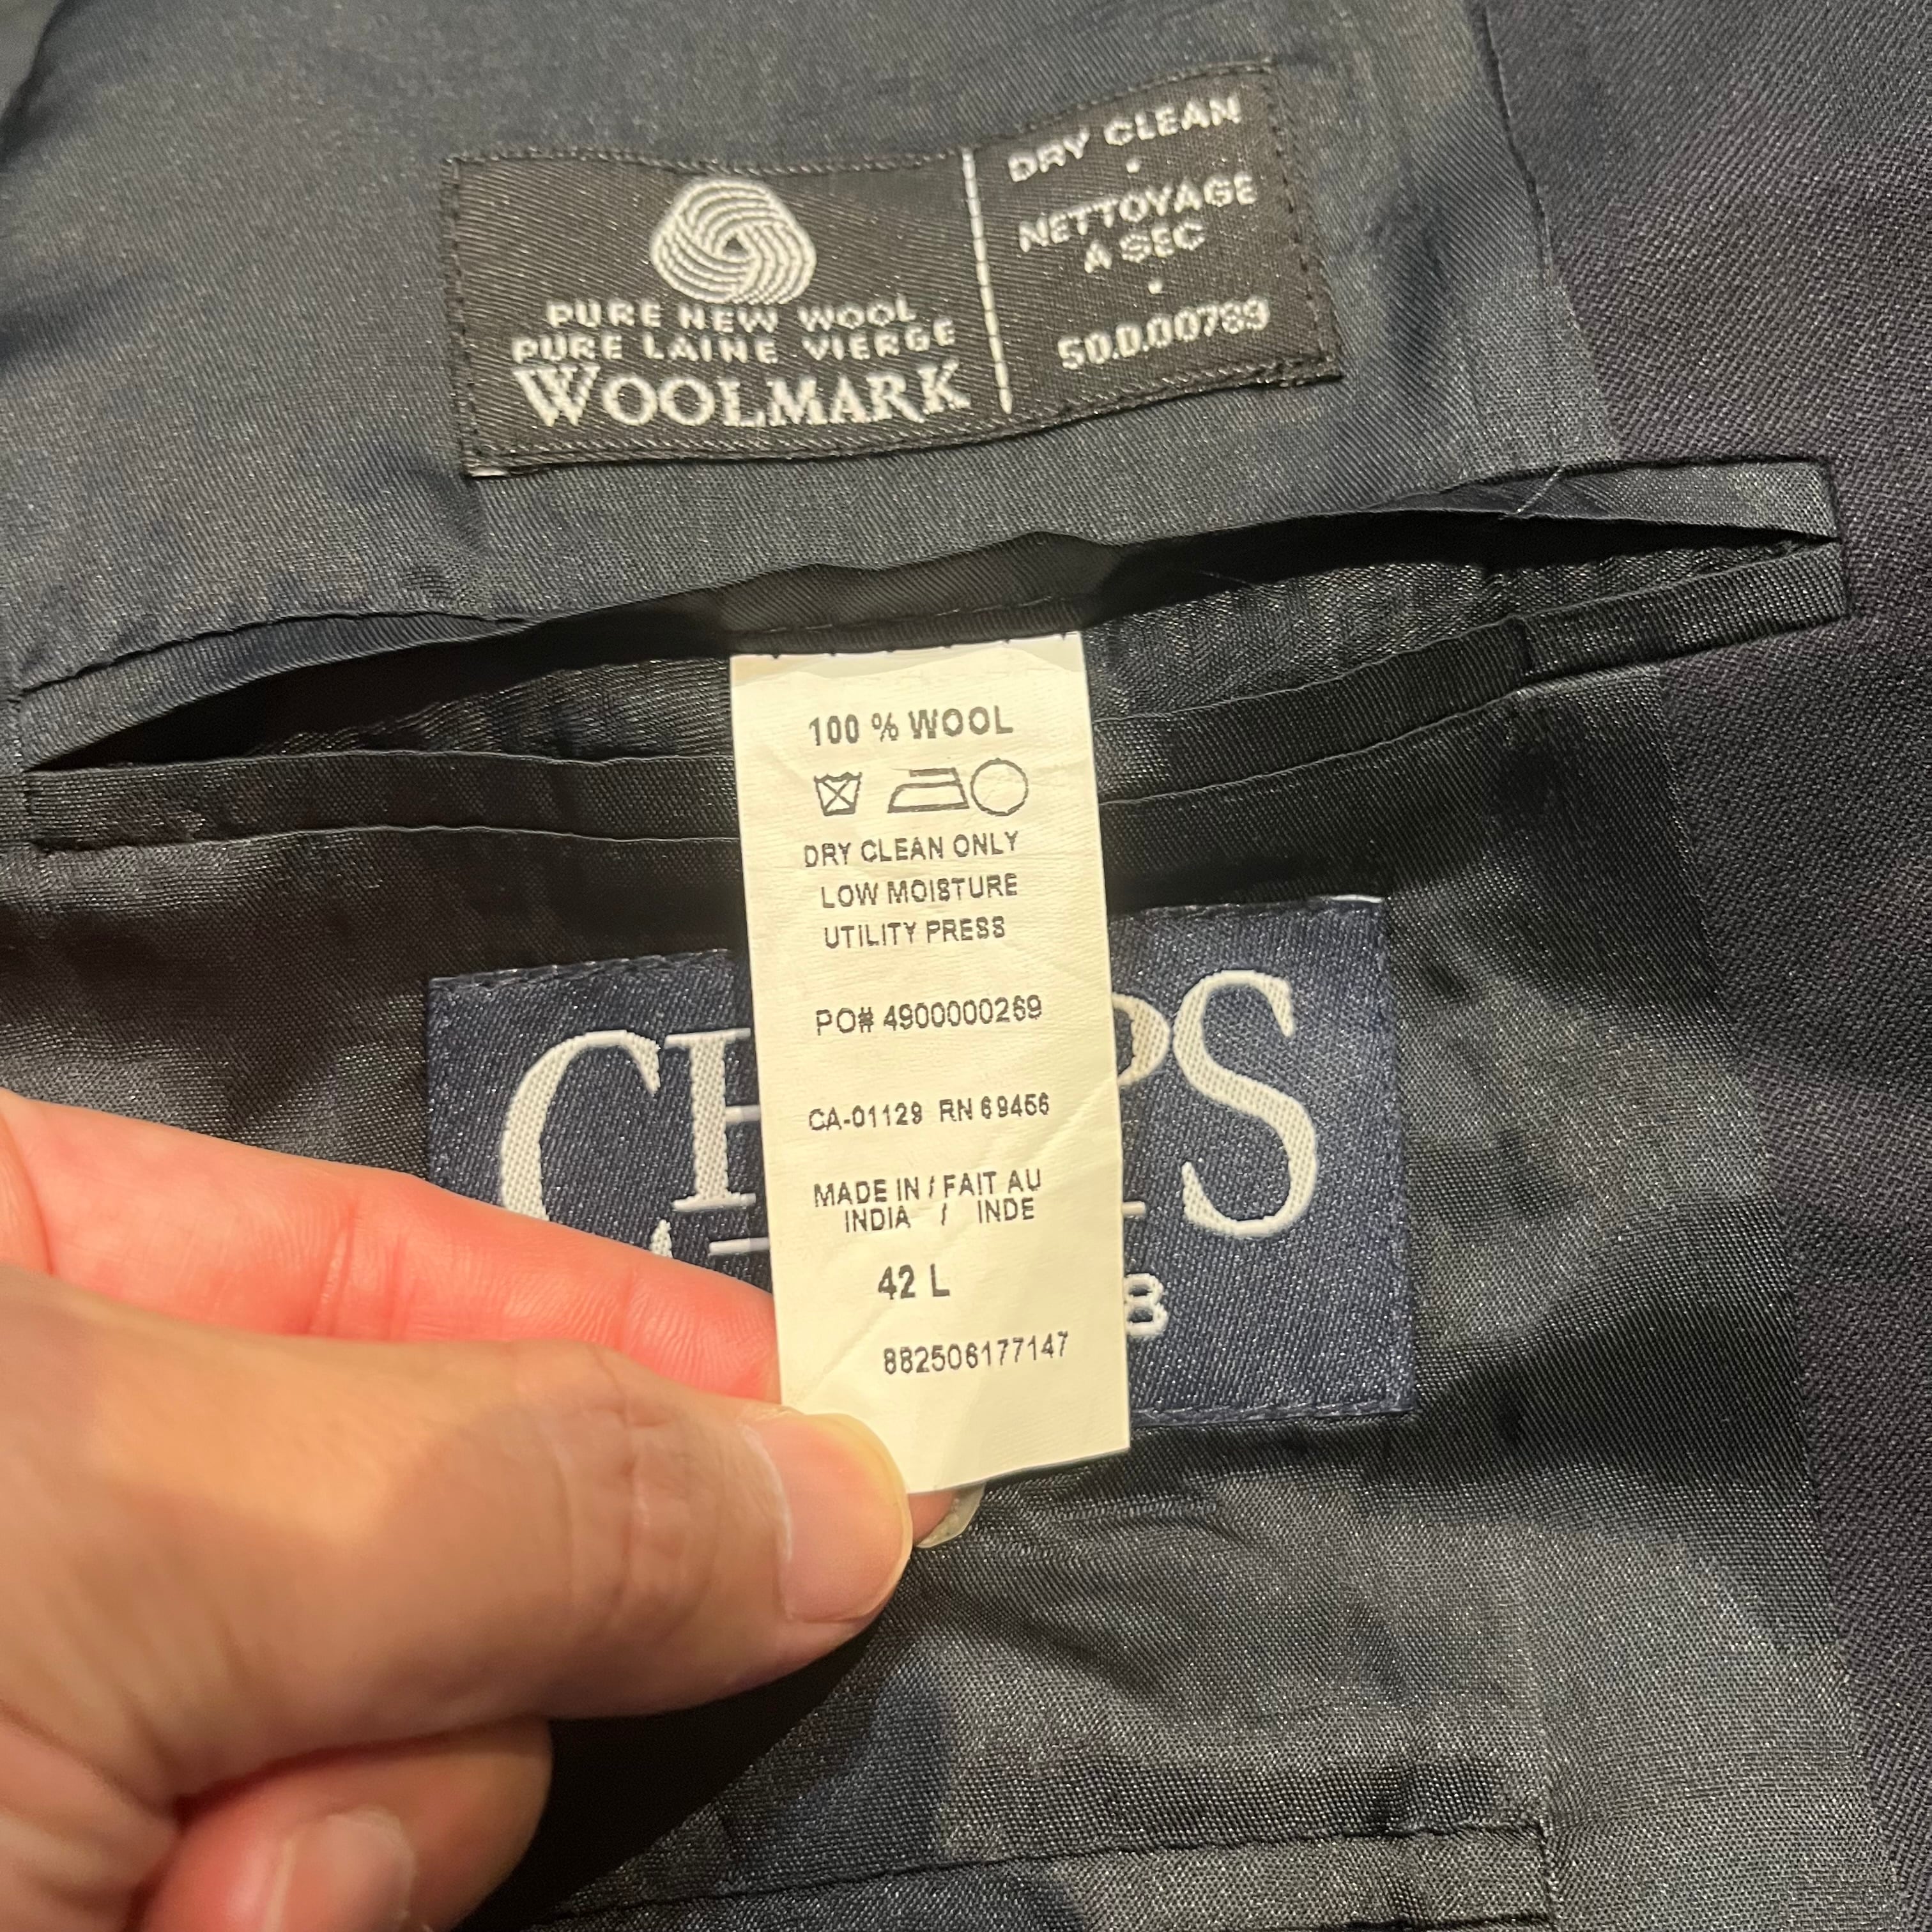 PURE NEW WOOL
PURE LAINE VIERGE
WOOLMARK
DRY CLEAN
•
NETTOYAGE
A SEC
•
50.D.00789
100 % WOOL
DRY CLEAN ONLY
LOW MOISTURE
UTILITY PRESS
PO# 4900000269
CA-01129 RN 69456
MADE IN / FAIT AU
INDIA / INDE
42 L
882506177147